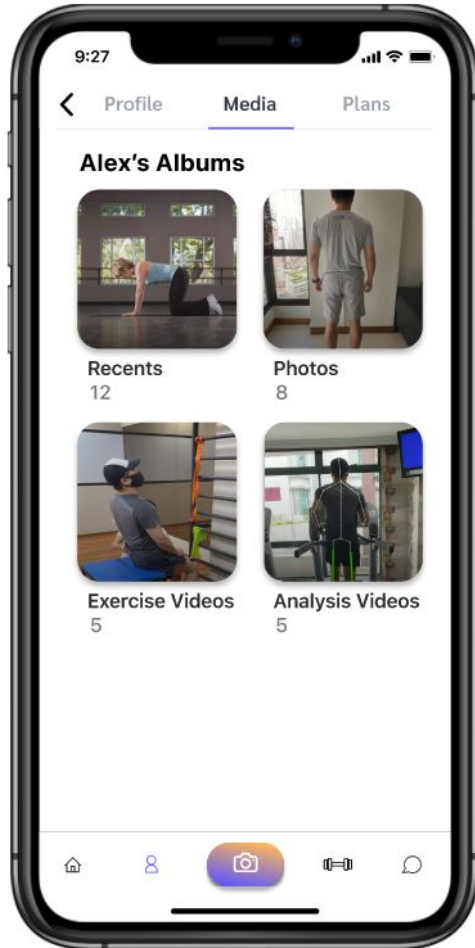 9:27
Profile Media Plans
Alex's Albums
Recents Photos
12 8
Exercise Videos Analysis Videos
5 5